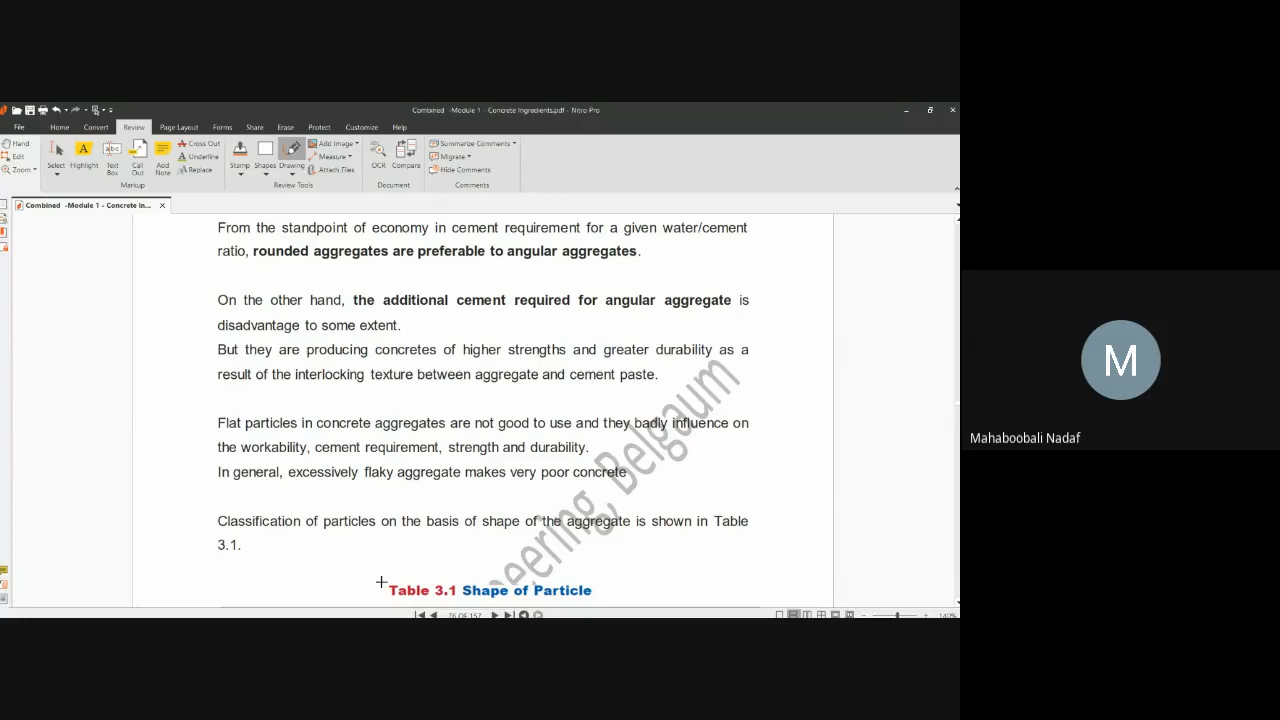 Combined -Module 1 - Concrete Ingredients.pdf - Nitro Pro
File Home Convert Review Page Layout Forms Share Erase Protect Customize Help
Hand
Edit
Zoom
Select Highlight Text Box Call Out Add Note
Cross Out
Underline
Replace
Markup
Stamp Shapes Drawing
Add Image
Measure
Attach Files
Review Tools
OCR Compare
Document
Summarize Comments
Migrate
Hide Comments
Comments
Combined -Module 1 - Concrete In...
From the standpoint of economy in cement requirement for a given water/cement
ratio, rounded aggregates are preferable to angular aggregates.
On the other hand, the additional cement required for angular aggregate is
disadvantage to some extent.
But they are producing concretes of higher strengths and greater durability as a
result of the interlocking texture between aggregate and cement paste.
Flat particles in concrete aggregates are not good to use and they badly influence on
the workability, cement requirement, strength and durability.
In general, excessively flaky aggregate makes very poor concrete
Classification of particles on the basis of shape of the aggregate is shown in Table
3.1.
Table 3.1 Shape of Particle
eering, Belgaum
76 OF 157
140%
M
Mahaboobali Nadaf